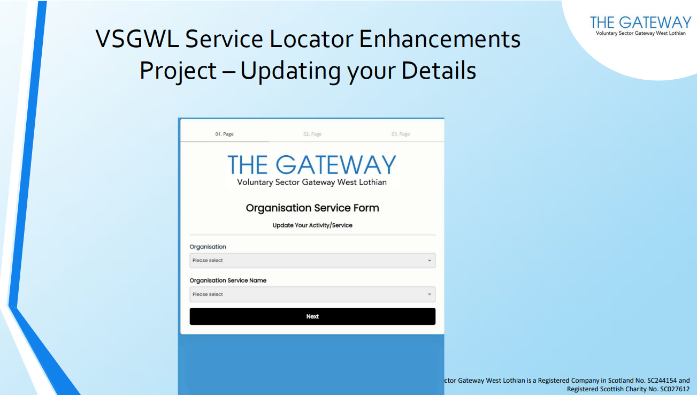 VSGWL Service Locator Enhancements
Project – Updating your Details
THE GATEWAY
Voluntary Sector Gateway West Lothian
01. Page
02. Page
03. Page
THE GATEWAY
Voluntary Sector Gateway West Lothian
Organisation Service Form
Update Your Activity/Service
Organisation
Please select
Organisation Service Name
Please select
Next
ctor Gateway West Lothian is a Registered Company in Scotland No. SC244154 and
Registered Scottish Charity No. SC027612